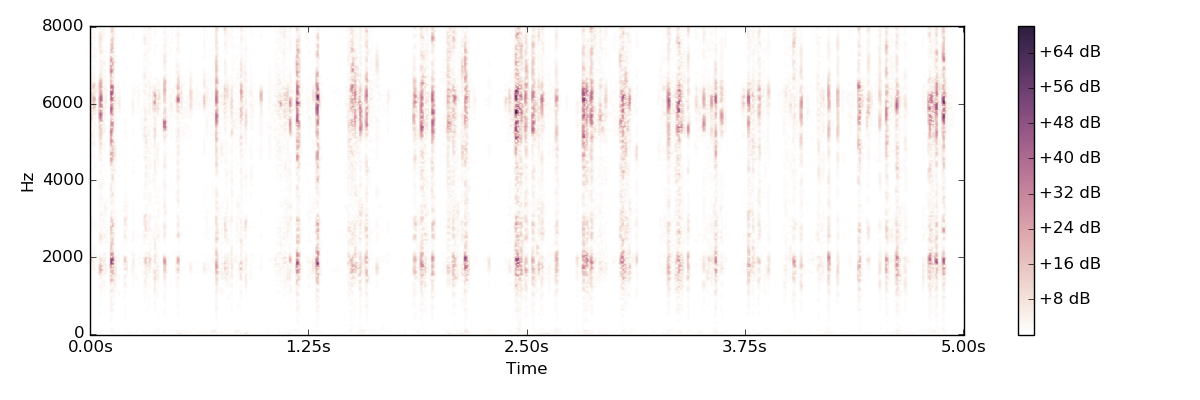 8000
6000
4000
2000
0
Hz
0.00s
1.25s
2.50s
3.75s
5.00s
Time
+64 dB
+56 dB
+48 dB
+40 dB
+32 dB
+24 dB
+16 dB
+8 dB